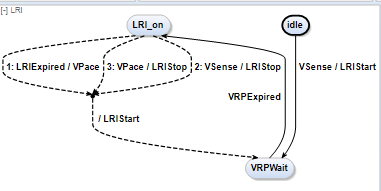 [-] LRI
LRI_on
idle
1: LRIExpired / VPace
3: VPace / LRIStop
2: VSense / LRIStop
VSense / LRIStart
VRPExpired
/ LRIStart
VRPWait